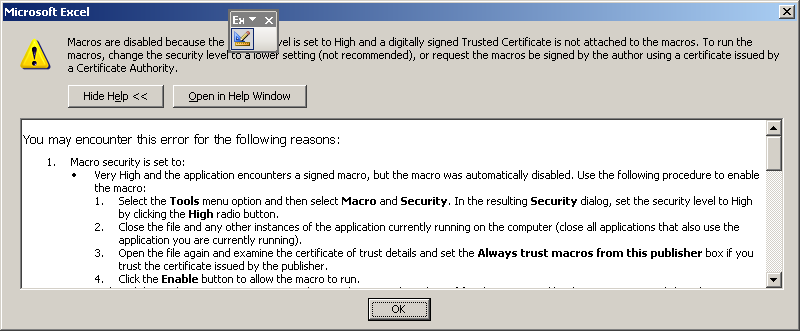 Microsoft Excel
Ex
Macros are disabled because the vel is set to High and a digitally signed Trusted Certificate is not attached to the macros. To run the
macros, change the security level to a lower setting (not recommended), or request the macros be signed by the author using a certificate issued by
a Certificate Authority.
Hide Help << Open in Help Window
You may encounter this error for the following reasons:
1. Macro security is set to:
• Very High and the application encounters a signed macro, but the macro was automatically disabled. Use the following procedure to enable
the macro:
1. Select the Tools menu option and then select Macro and Security. In the resulting Security dialog, set the security level to High
by clicking the High radio button.
2. Close the file and any other instances of the application currently running on the computer (close all applications that also use the
application you are currently running).
3. Open the file again and examine the certificate of trust details and set the Always trust macros from this publisher box if you
trust the certificate issued by the publisher.
4. Click the Enable button to allow the macro to run.
OK